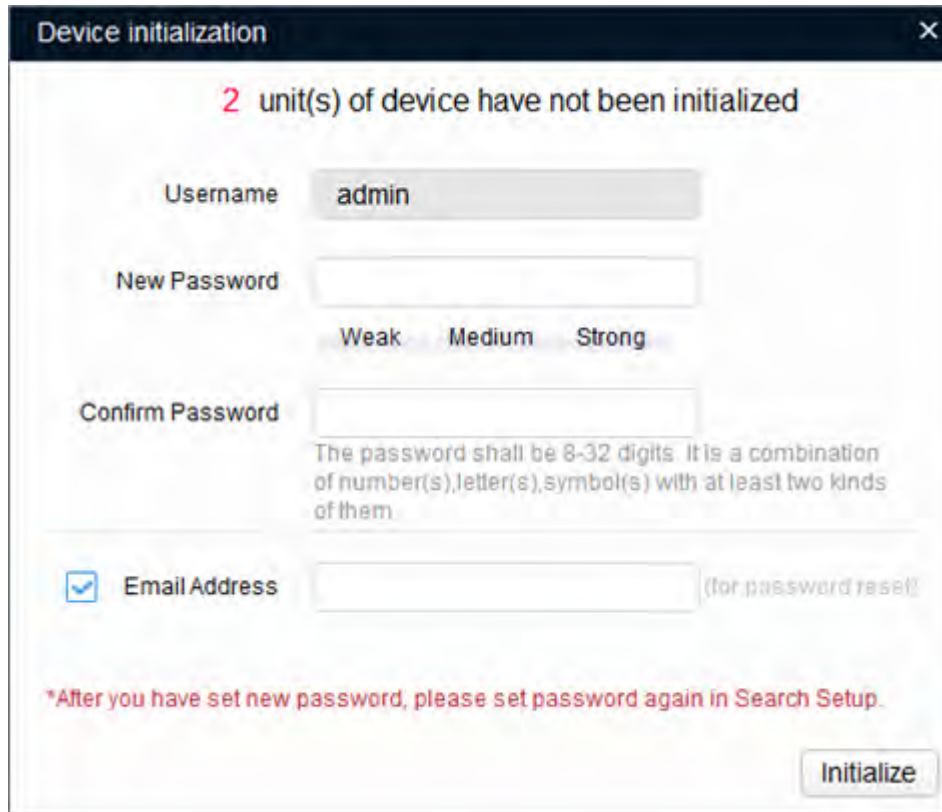 Device initialization
2 unit(s) of device have not been initialized
Username admin
New Password
Weak Medium Strong
Confirm Password
The password shall be 8-32 digits. It is a combination
of number(s),letter(s),symbol(s) with at least two kinds
of them.
Email Address (for password reset)
*After you have set new password, please set password again in Search Setup.
Initialize